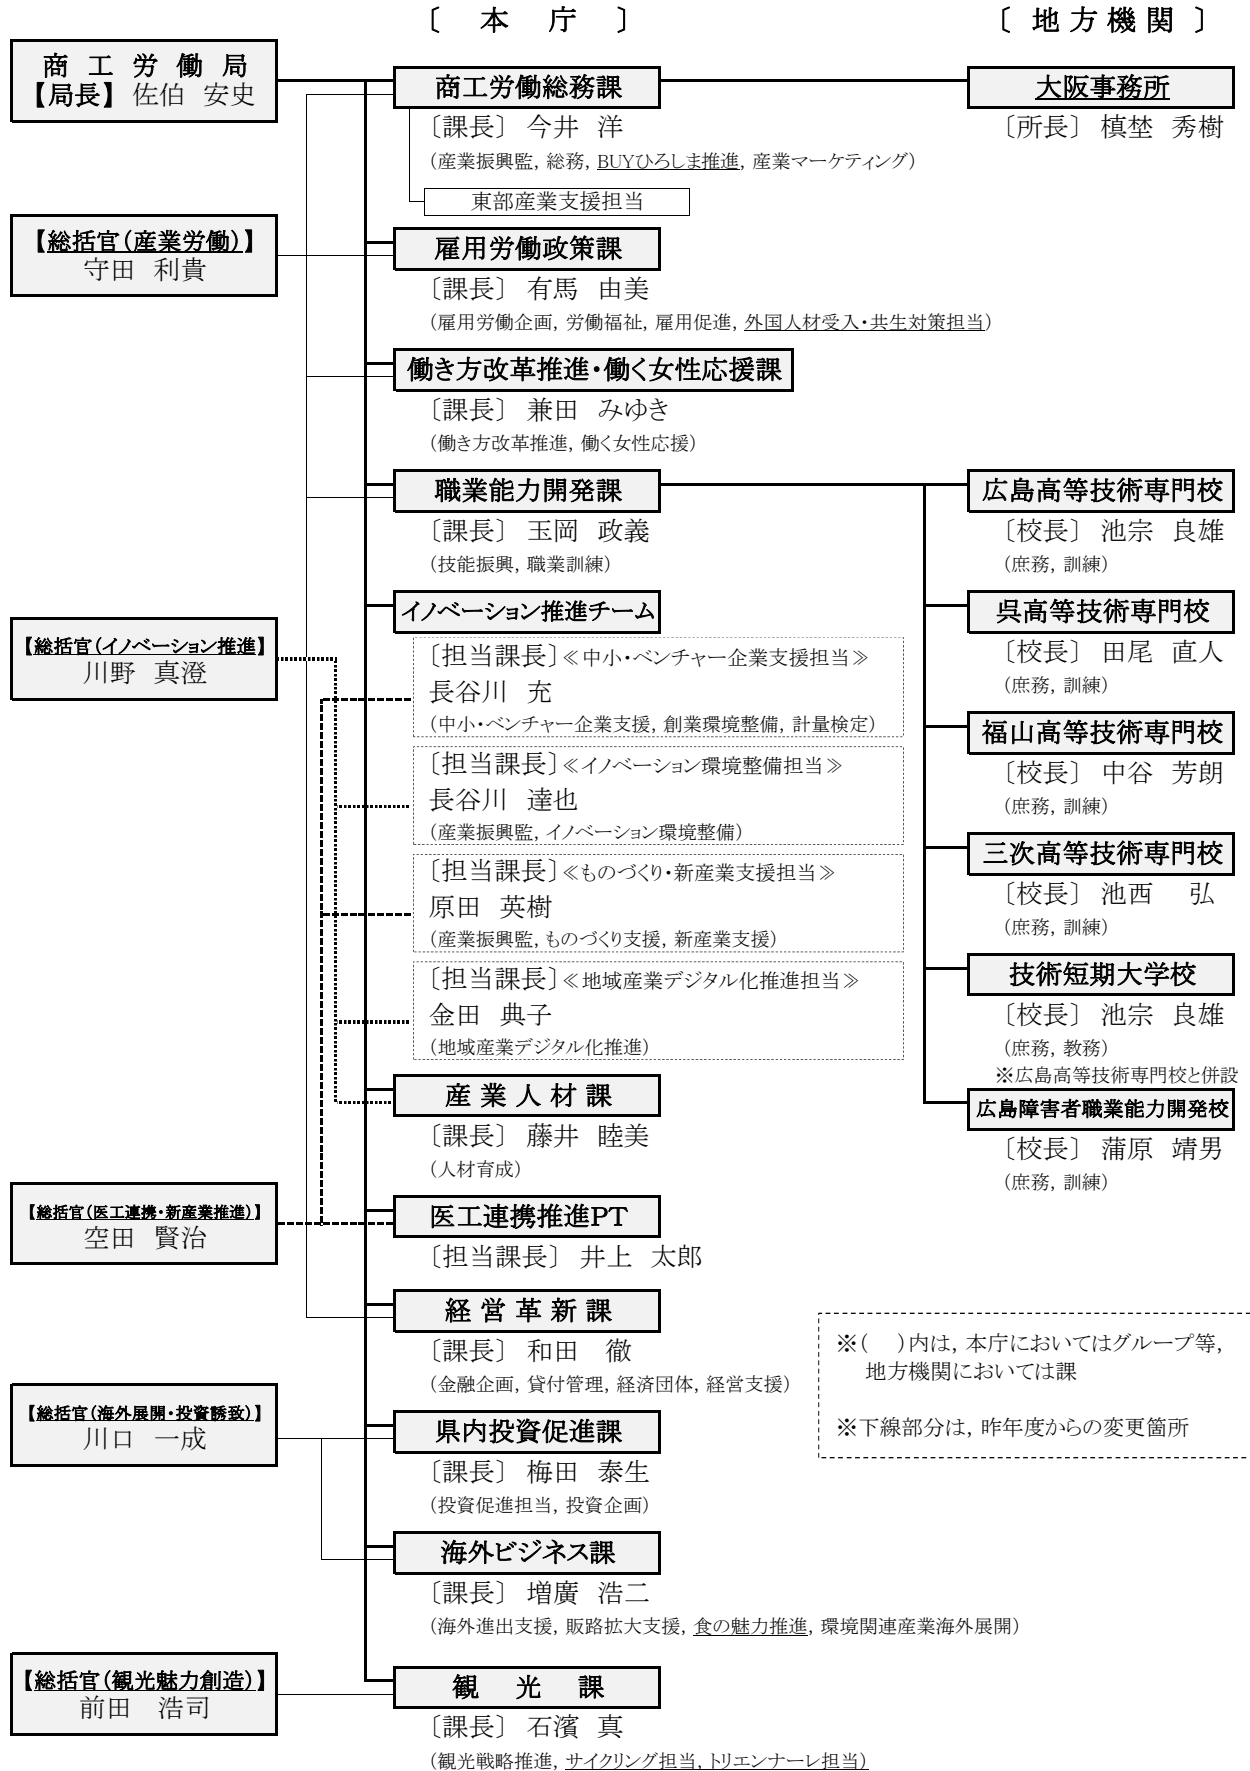 〔 本 庁 〕
〔 地 方 機 関 〕
商 工 労 働 局
【局長】 佐伯 安史
商工労働総務課
〔課長〕 今井 洋
(産業振興監, 総務, BUYひろしま推進, 産業マーケティング)
東部産業支援担当
大阪事務所
〔所長〕 槙埜 秀樹
【総括官(産業労働)】
守田 利貴
雇用労働政策課
〔課長〕 有馬 由美
(雇用労働企画, 労働福祉, 雇用促進, 外国人材受入・共生対策担当)
働き方改革推進・働く女性応援課
〔課長〕 兼田 みゆき
(働き方改革推進, 働く女性応援)
職業能力開発課
〔課長〕 玉岡 政義
(技能振興, 職業訓練)
広島高等技術専門校
〔校長〕 池宗 良雄
(庶務, 訓練)
呉高等技術専門校
〔校長〕 田尾 直人
(庶務, 訓練)
福山高等技術専門校
〔校長〕 中谷 芳朗
(庶務, 訓練)
三次高等技術専門校
〔校長〕 池西 弘
(庶務, 訓練)
技術短期大学校
〔校長〕 池宗 良雄
(庶務, 教務)
※広島高等技術専門校と併設
広島障害者職業能力開発校
〔校長〕 蒲原 靖男
(庶務, 訓練)
【総括官(イノベーション推進】
川野 真澄
イノベーション推進チーム
〔担当課長〕≪中小・ベンチャー企業支援担当≫
長谷川 充
(中小・ベンチャー企業支援, 創業環境整備, 計量検定)
〔担当課長〕≪イノベーション環境整備担当≫
長谷川 達也
(産業振興監, イノベーション環境整備)
〔担当課長〕≪ものづくり・新産業支援担当≫
原田 英樹
(産業振興監, ものづくり支援, 新産業支援)
〔担当課長〕≪地域産業デジタル化推進担当≫
金田 典子
(地域産業デジタル化推進)
産 業 人 材 課
〔課長〕 藤井 睦美
(人材育成)
【総括官(医工連携・新産業推進)】
空田 賢治
医工連携推進PT
〔担当課長〕 井上 太郎
経 営 革 新 課
〔課長〕 和田 徹
(金融企画, 貸付管理, 経済団体, 経営支援)
※( )内は, 本庁においてはグループ等,
地方機関においては課
※下線部分は, 昨年度からの変更箇所
【総括官(海外展開・投資誘致)】
川口 一成
県内投資促進課
〔課長〕 梅田 泰生
(投資促進担当, 投資企画)
海外ビジネス課
〔課長〕 増廣 浩二
(海外進出支援, 販路拡大支援, 食の魅力推進, 環境関連産業海外展開)
【総括官(観光魅力創造)】
前田 浩司
観 光 課
〔課長〕 石濱 真
(観光戦略推進, サイクリング担当, トリエンナーレ担当)